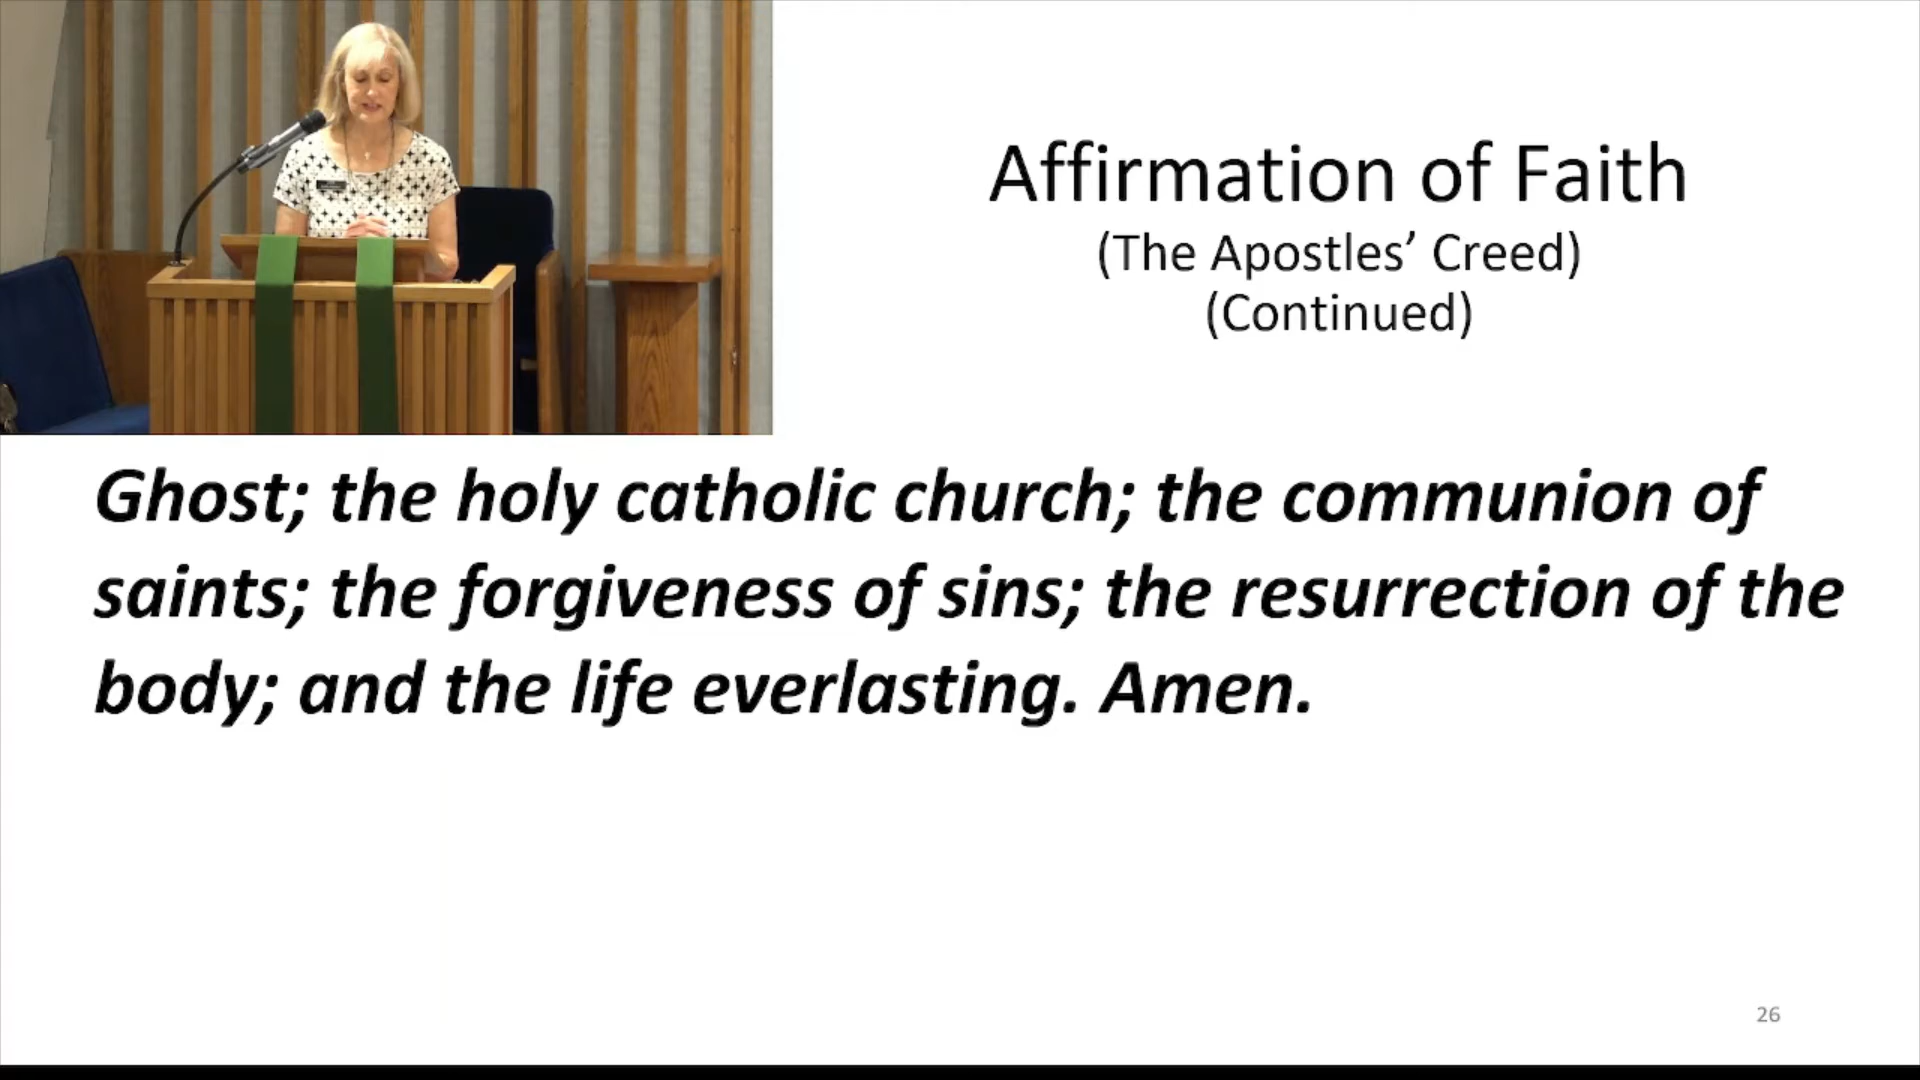 Affirmation of Faith
(The Apostles’ Creed)
(Continued)
Ghost; the holy catholic church; the communion of
saints; the forgiveness of sins; the resurrection of the
body; and the life everlasting. Amen.
26